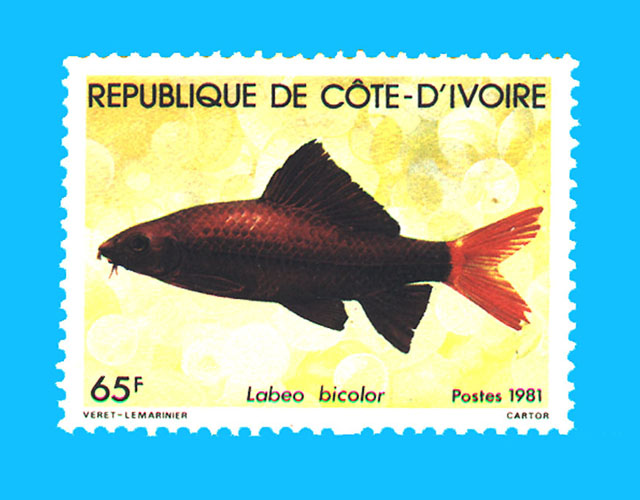 REPUBLIQUE DE CÔTE-D'IVOIRE
65F
Labeo bicolor
Postes 1981
VERET-LEMARINIER
CARTOR